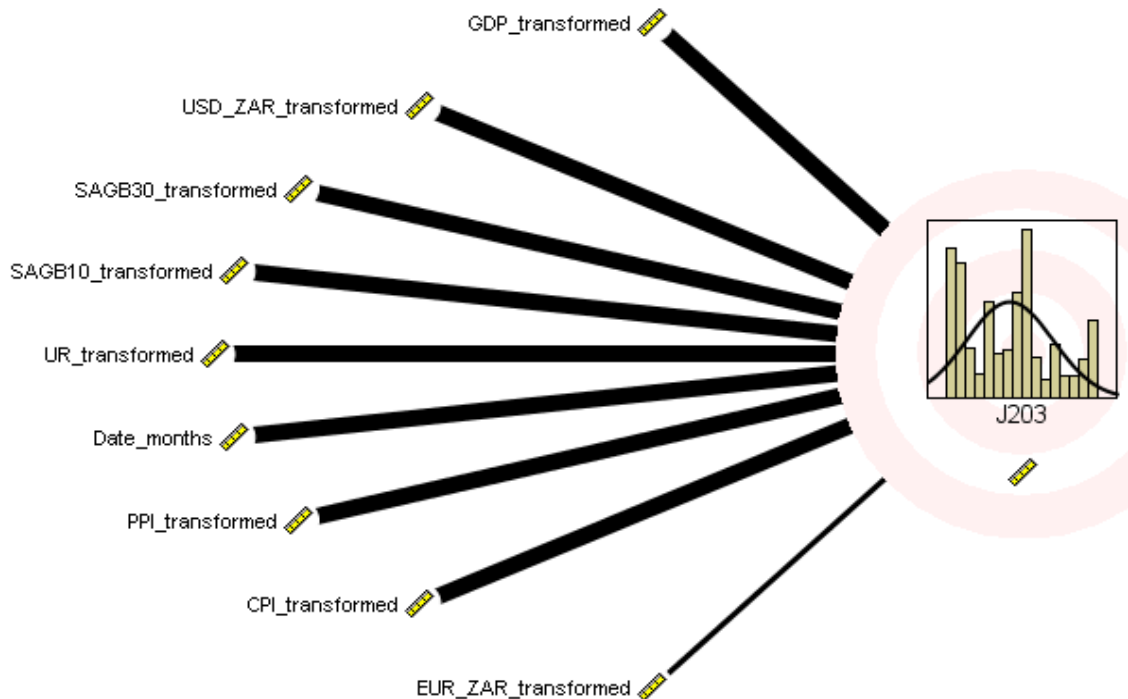 GDP_transformed
USD_ZAR_transformed
SAGB30_transformed
SAGB10_transformed
UR_transformed
Date_months
PPI_transformed
CPI_transformed
EUR_ZAR_transformed
J203